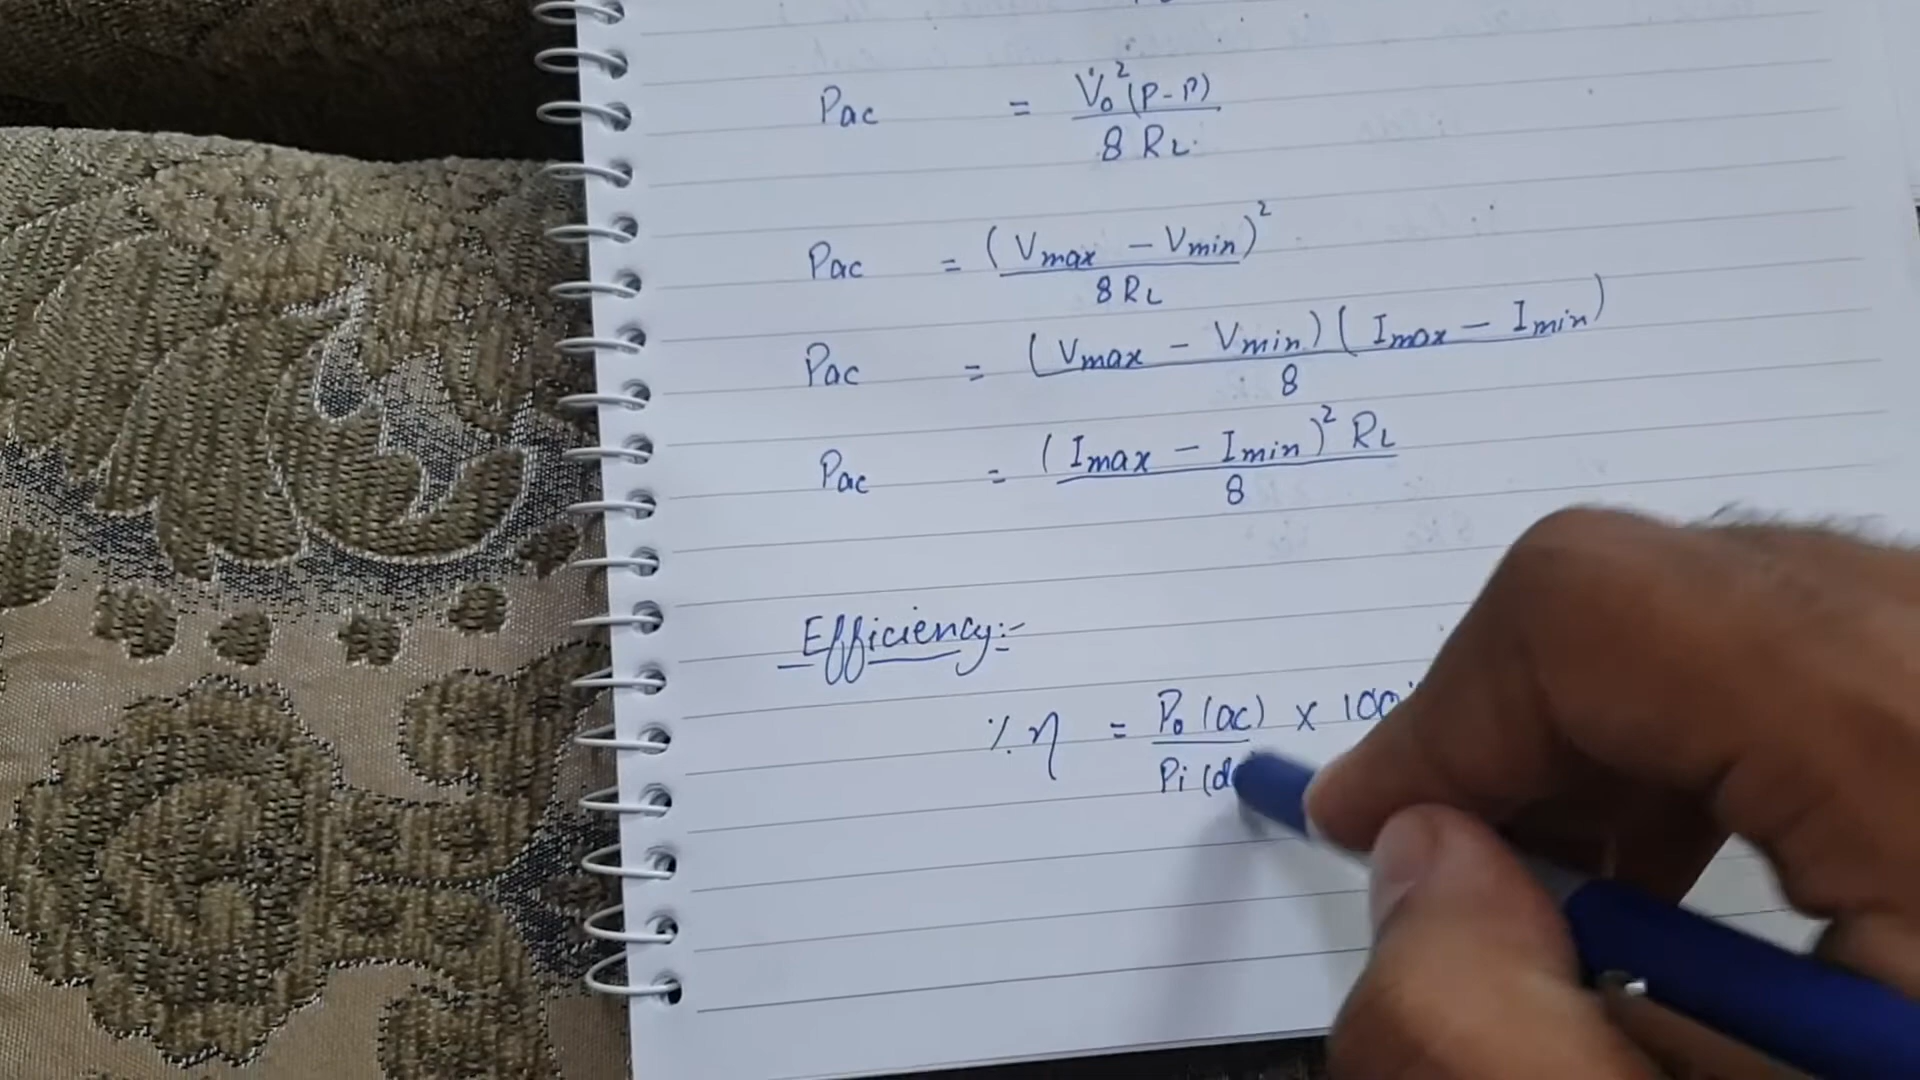 Pac = Vo²(P-P) / 8 RL
Pac = (Vmax - Vmin)² / 8 RL
Pac = (Vmax - Vmin)(Imax - Imin) / 8
Pac = (Imax - Imin)² RL / 8
Efficiency:-
% η = Po (ac) / Pi (d × 100